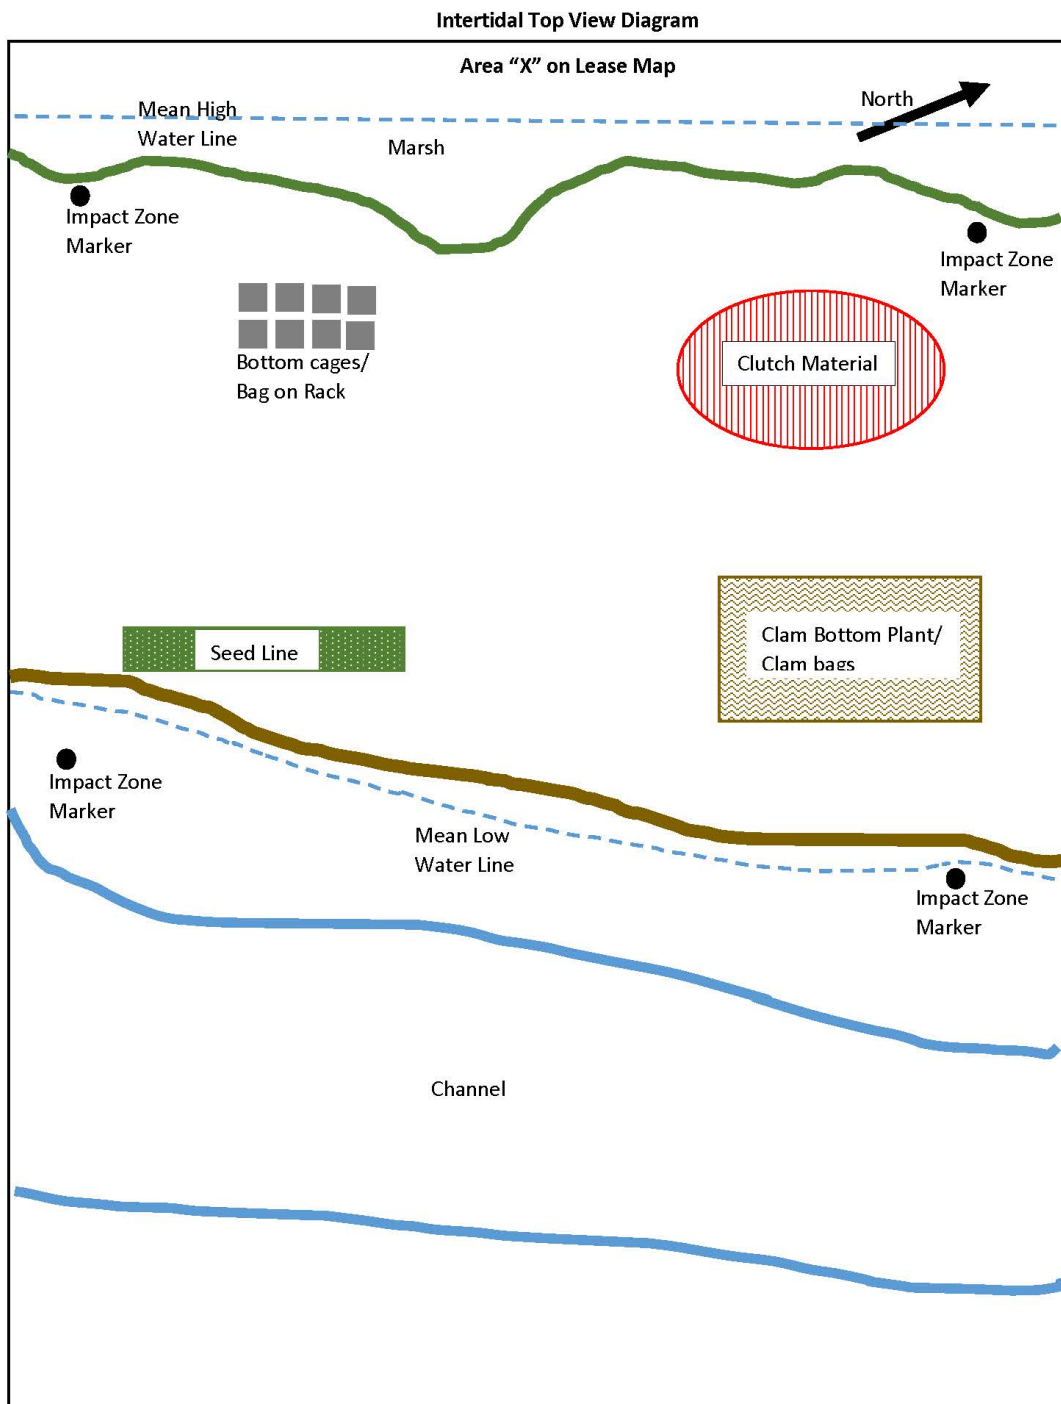 Intertidal Top View Diagram
Area “X” on Lease Map
North
Mean High
Water Line
Marsh
Impact Zone
Marker
Impact Zone
Marker
Bottom cages/
Bag on Rack
Clutch Material
Seed Line
Clam Bottom Plant/
Clam bags
Impact Zone
Marker
Mean Low
Water Line
Impact Zone
Marker
Channel